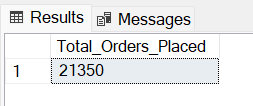 Results Messages
Total_Orders_Placed
1 21350